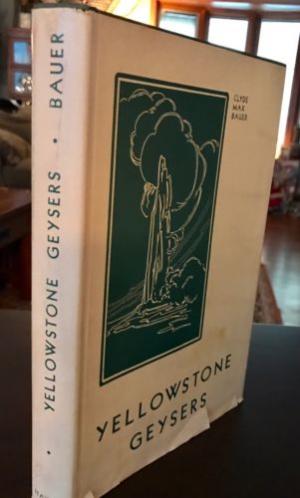 YELLOWSTONE GEYSERS • BAUER
CLYDE
MAX
BAUER
YELLOWSTONE
GEYSERS